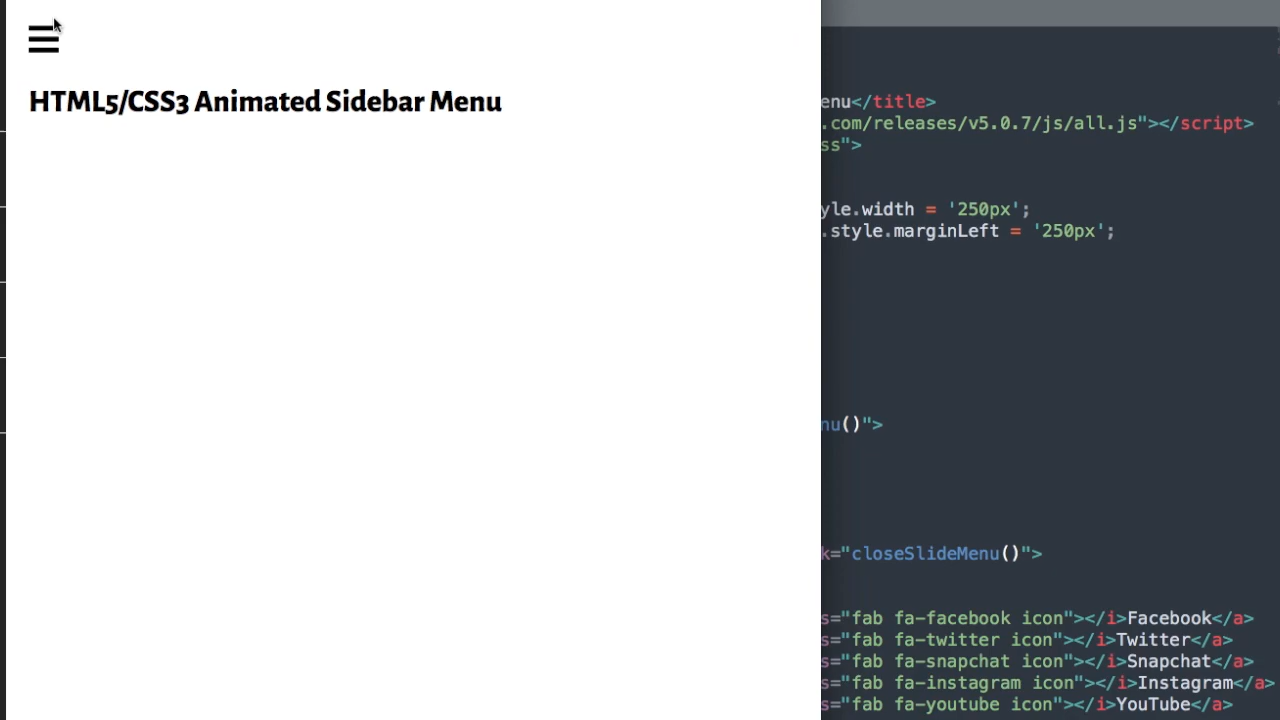 HTML5/CSS3 Animated Sidebar Menu
enu</title>
.com/releases/v5.0.7/js/all.js"></script>
ss">
yle.width = '250px';
.style.marginLeft = '250px';
nu()">
k="closeSlideMenu()">
s="fab fa-facebook icon"></i>Facebook</a>
s="fab fa-twitter icon"></i>Twitter</a>
s="fab fa-snapchat icon"></i>Snapchat</a>
s="fab fa-instagram icon"></i>Instagram</a>
s="fab fa-youtube icon"></i>YouTube</a>